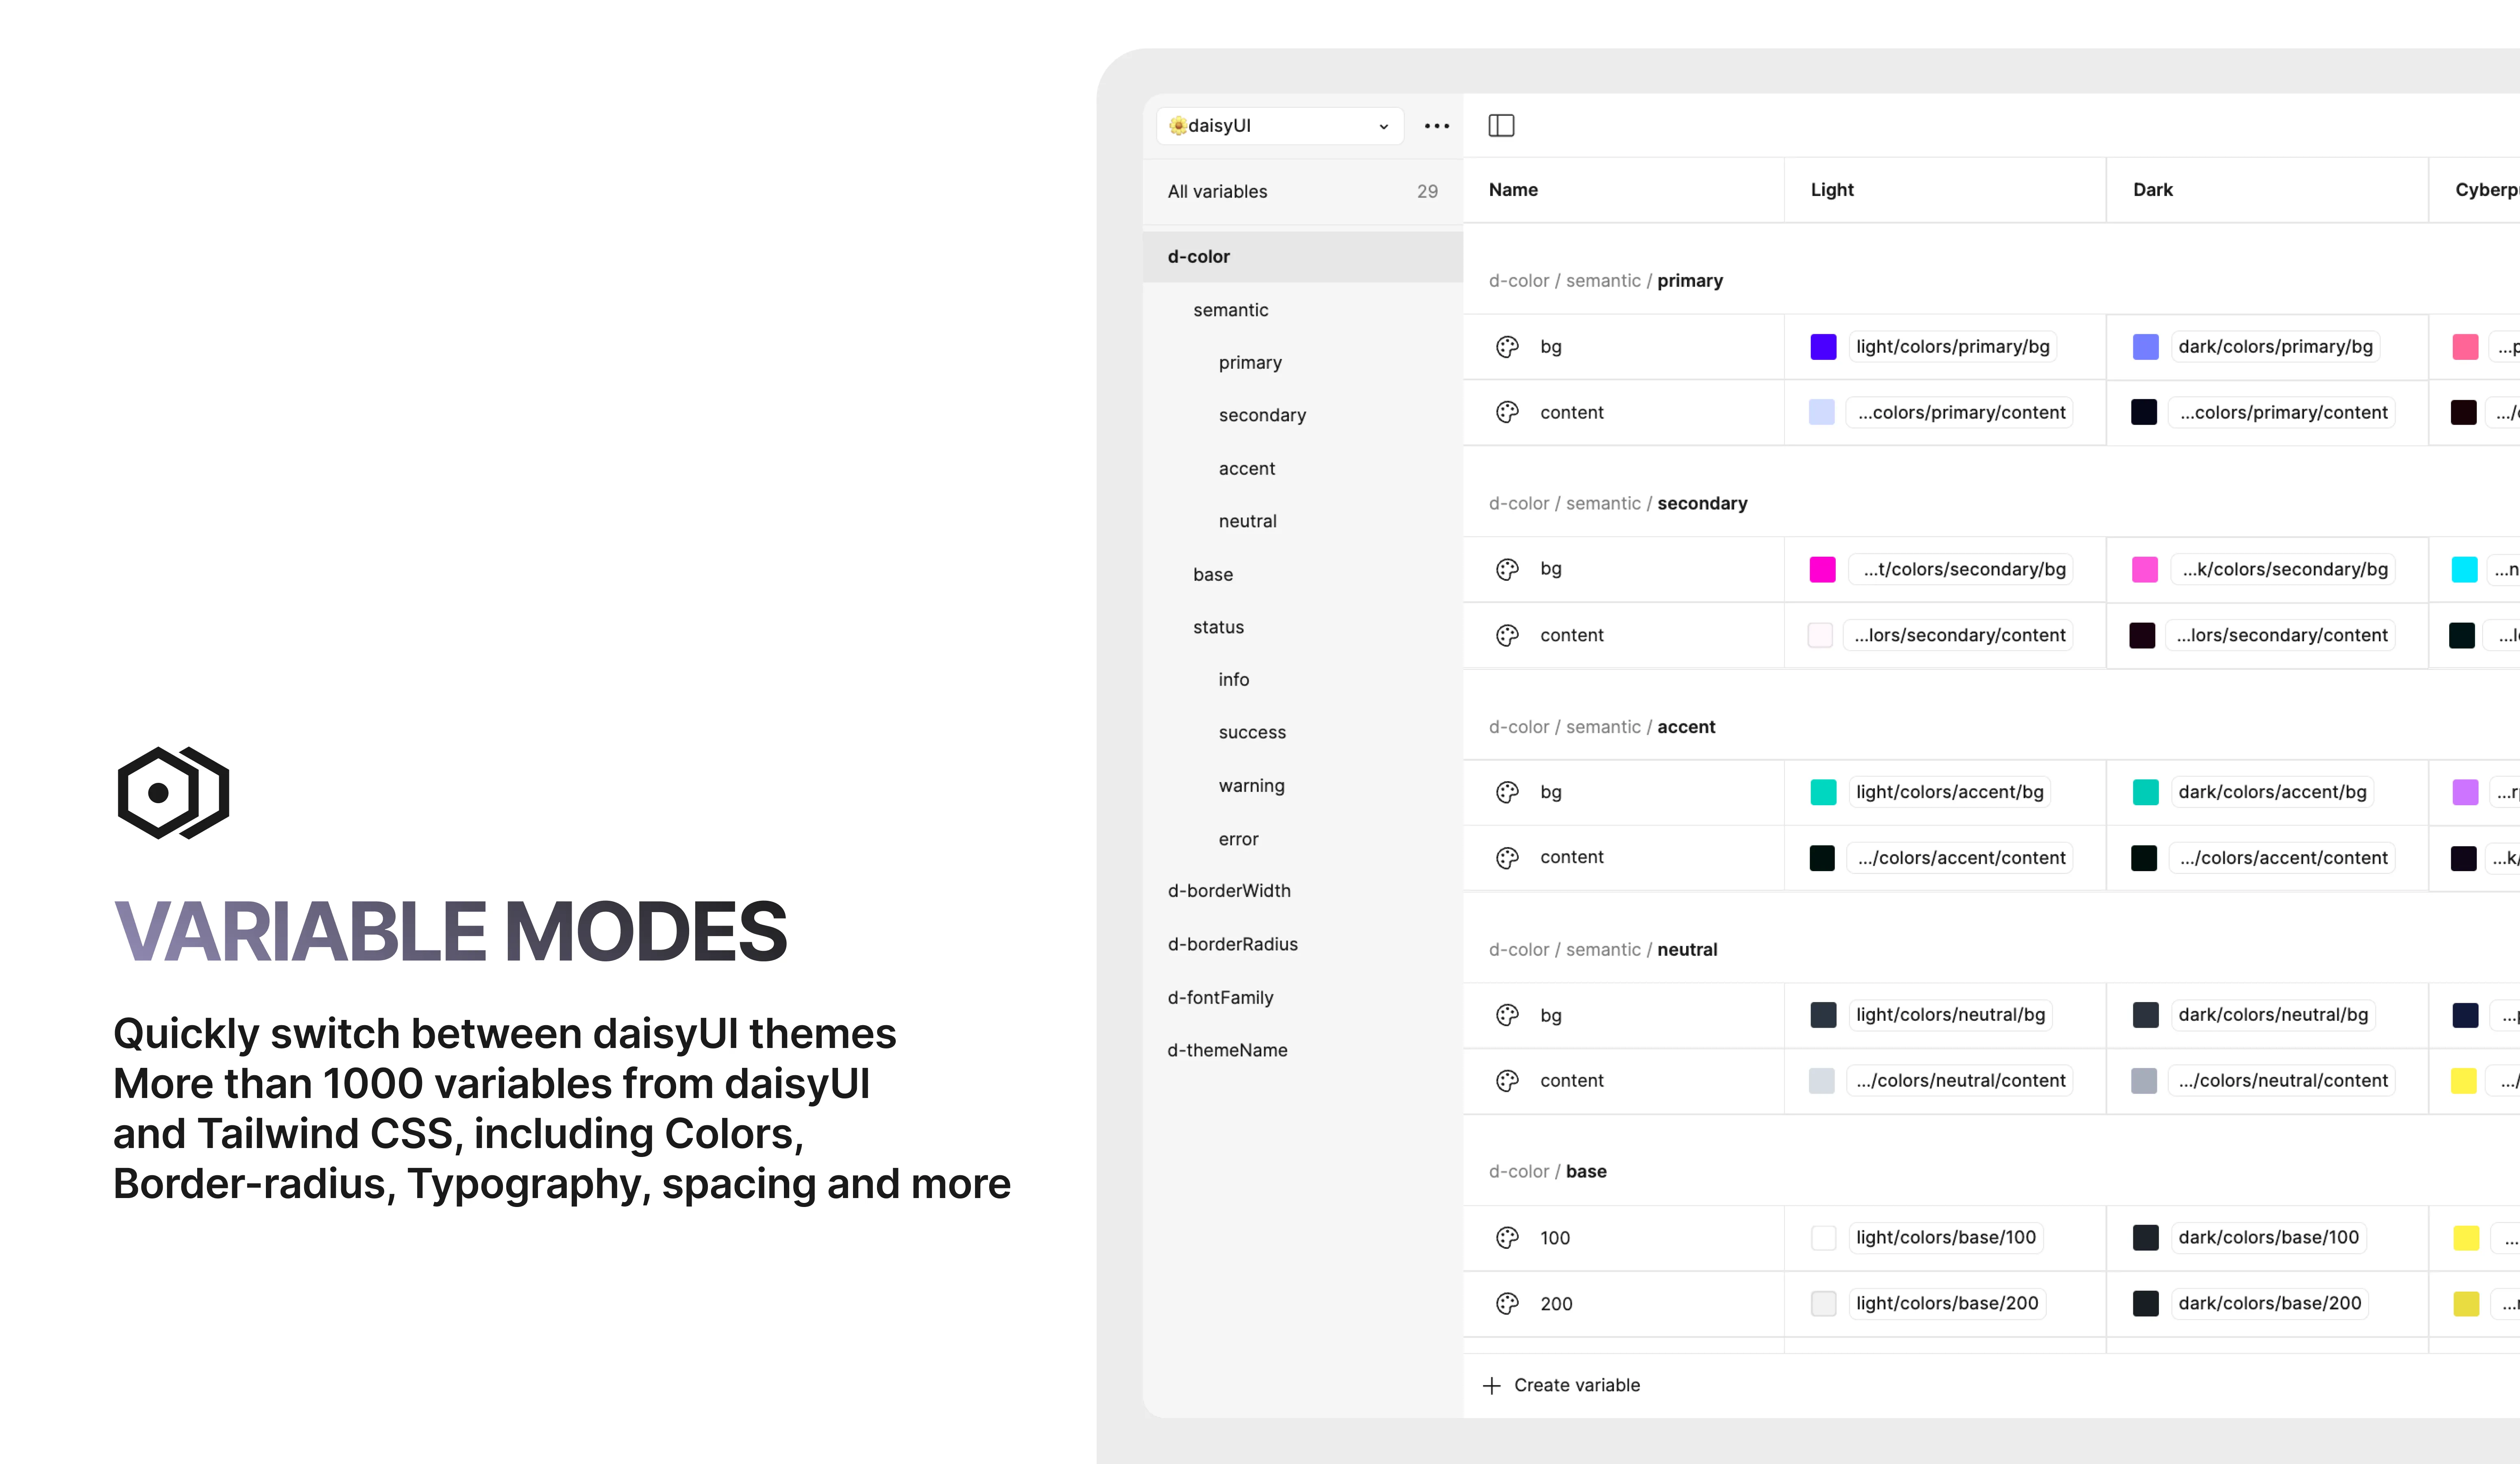 VARIABLE MODES
Quickly switch between daisyUI themes
More than 1000 variables from daisyUI
and Tailwind CSS, including Colors,
Border-radius, Typography, spacing and more
🌼daisyUI
All variables 29
d-color
semantic
primary
secondary
accent
neutral
base
status
info
success
warning
error
d-borderWidth
d-borderRadius
d-fontFamily
d-themeName
Name Light Dark Cyberp
d-color / semantic / primary
bg light/colors/primary/bg dark/colors/primary/bg ...p
content ...colors/primary/content ...colors/primary/content .../
d-color / semantic / secondary
bg ...t/colors/secondary/bg ...k/colors/secondary/bg ...n
content ...lors/secondary/content ...lors/secondary/content ...l
d-color / semantic / accent
bg light/colors/accent/bg dark/colors/accent/bg ...r
content .../colors/accent/content .../colors/accent/content ...k/
d-color / semantic / neutral
bg light/colors/neutral/bg dark/colors/neutral/bg ...p
content .../colors/neutral/content .../colors/neutral/content .../
d-color / base
100 light/colors/base/100 dark/colors/base/100 ...
200 light/colors/base/200 dark/colors/base/200 ...r
Create variable